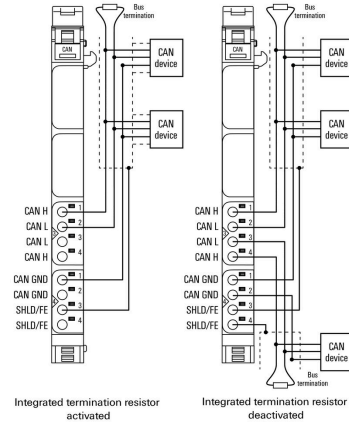 Bus
termination
CAN
CAN
device
CAN
device
1
2
3
4
CAN H
CAN L
CAN L
CAN H
1
2
3
4
CAN GND
CAN GND
SHLD/FE
SHLD/FE
Integrated termination resistor
activated
Bus
termination
CAN
CAN
device
CAN
device
1
2
3
4
CAN H
CAN L
CAN L
CAN H
1
2
3
4
CAN GND
CAN GND
SHLD/FE
SHLD/FE
CAN
device
Bus
termination
Integrated termination resistor
deactivated